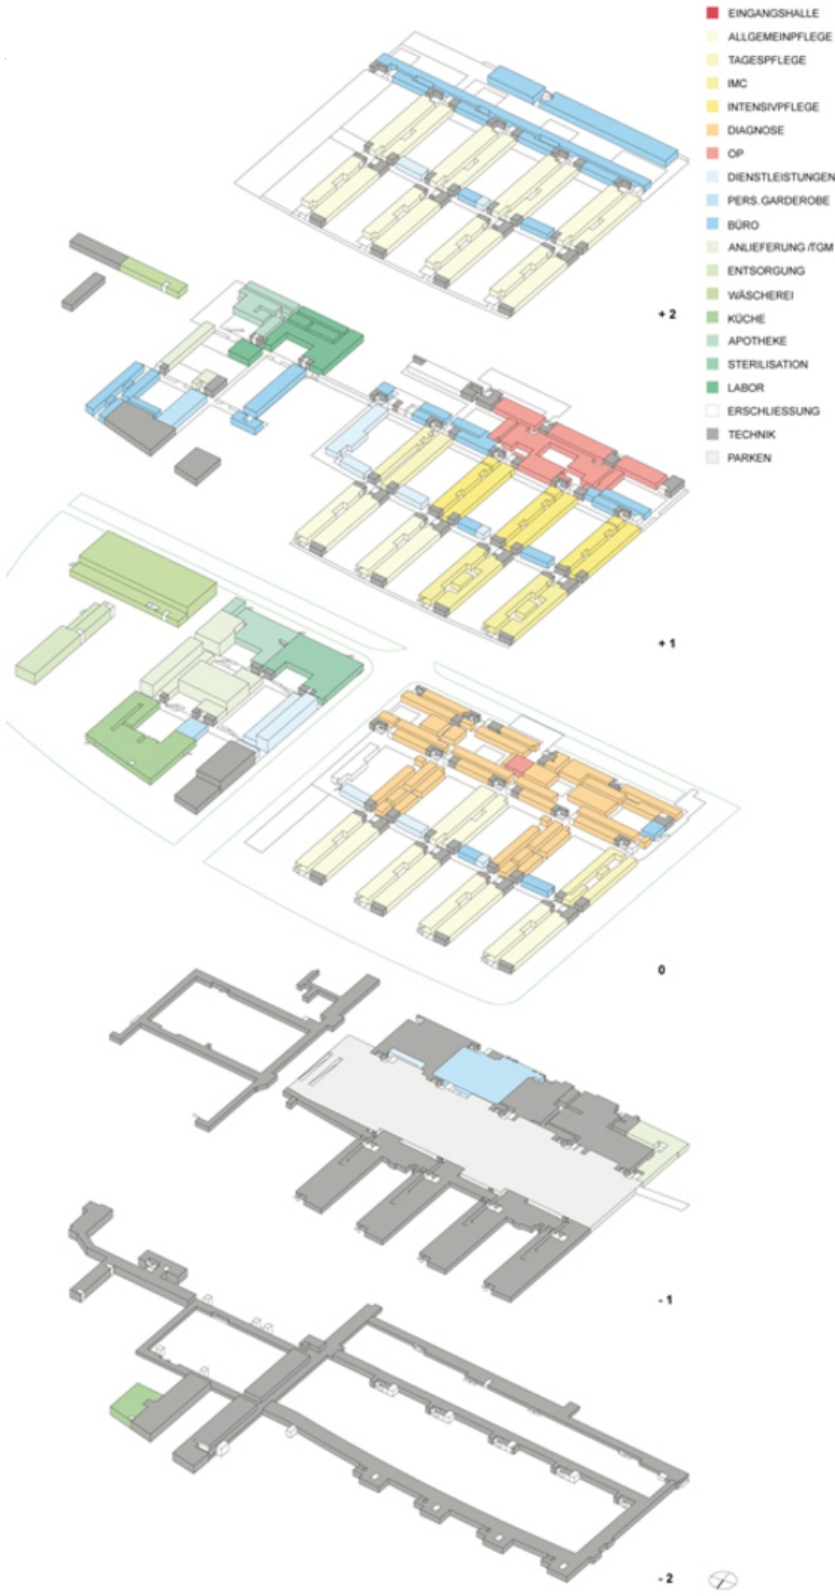 EINGANGSHALLE
ALLGEMEINPFLEGE
TAGESPFLEGE
IMC
INTENSIVPFLEGE
DIAGNOSE
OP
DIENSTLEISTUNGEN
PERS.GARDEROBE
BÜRO
ANLIEFERUNG /TGM
ENTSORGUNG
WÄSCHEREI
KÜCHE
APOTHEKE
STERILISATION
LABOR
ERSCHLIESSUNG
TECHNIK
PARKEN
+ 2
+ 1
0
- 1
- 2